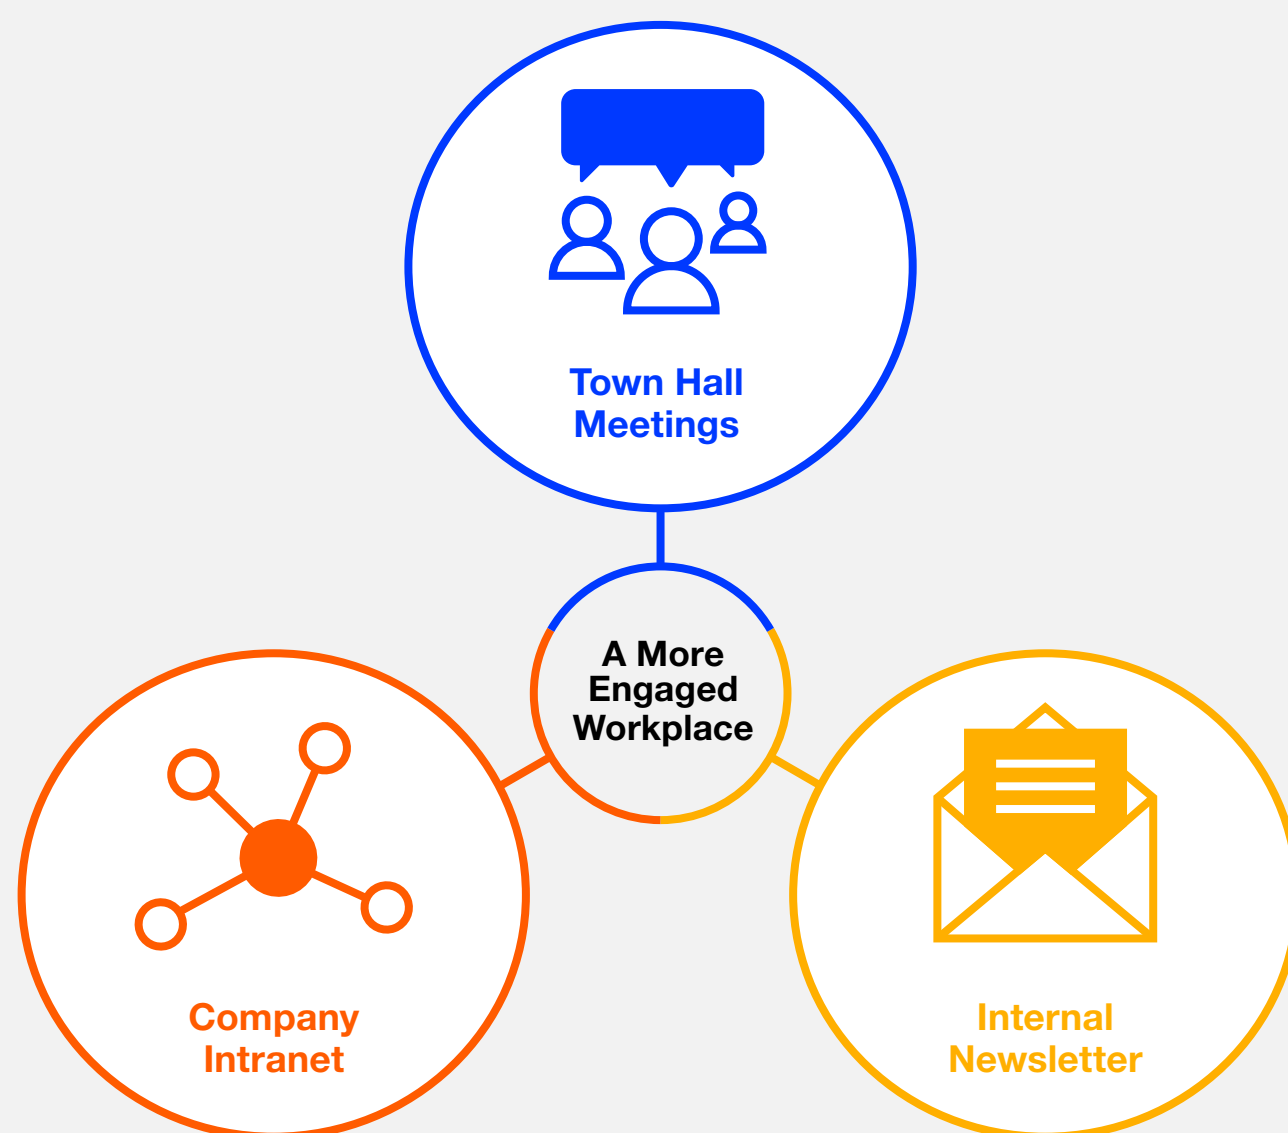 Town Hall
Meetings
A More
Engaged
Workplace
Company
Intranet
Internal
Newsletter